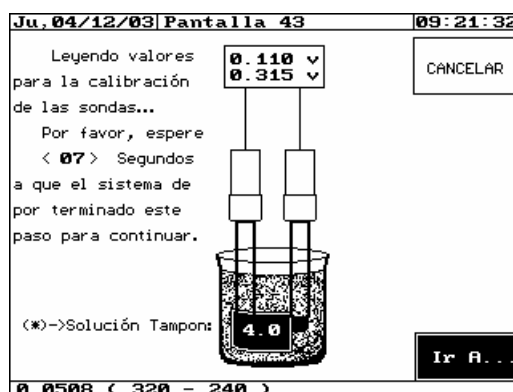 Ju,04/12/03 Pantalla 43 09:21:32
Leyendo valores
para la calibración
de las sondas...
Por favor, espere
< 07 > Segundos
a que el sistema de
por terminado este
paso para continuar.
0.110 v
0.315 v
CANCELAR
(*)->Solución Tampon:
4.0
Ir A...
0 0508 ( 320 - 240 )